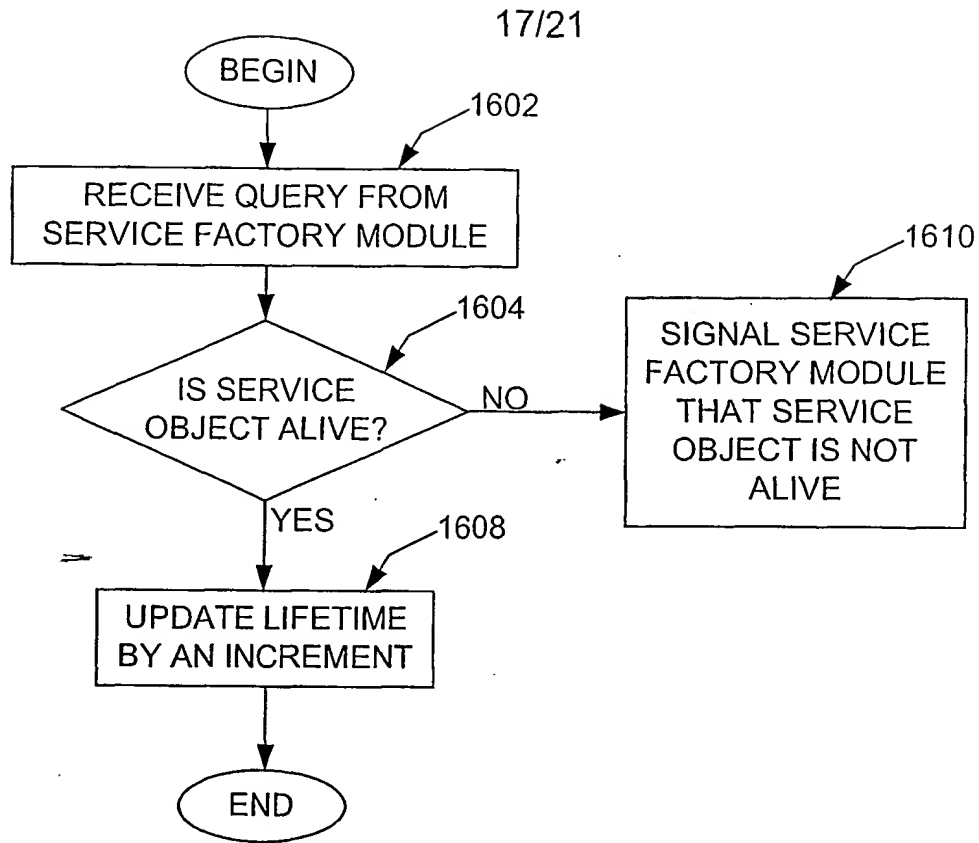 17/21
BEGIN
1602
RECEIVE QUERY FROM
SERVICE FACTORY MODULE
1604
IS SERVICE
OBJECT ALIVE?
NO
1610
SIGNAL SERVICE
FACTORY MODULE
THAT SERVICE
OBJECT IS NOT
ALIVE
YES
1608
UPDATE LIFETIME
BY AN INCREMENT
END